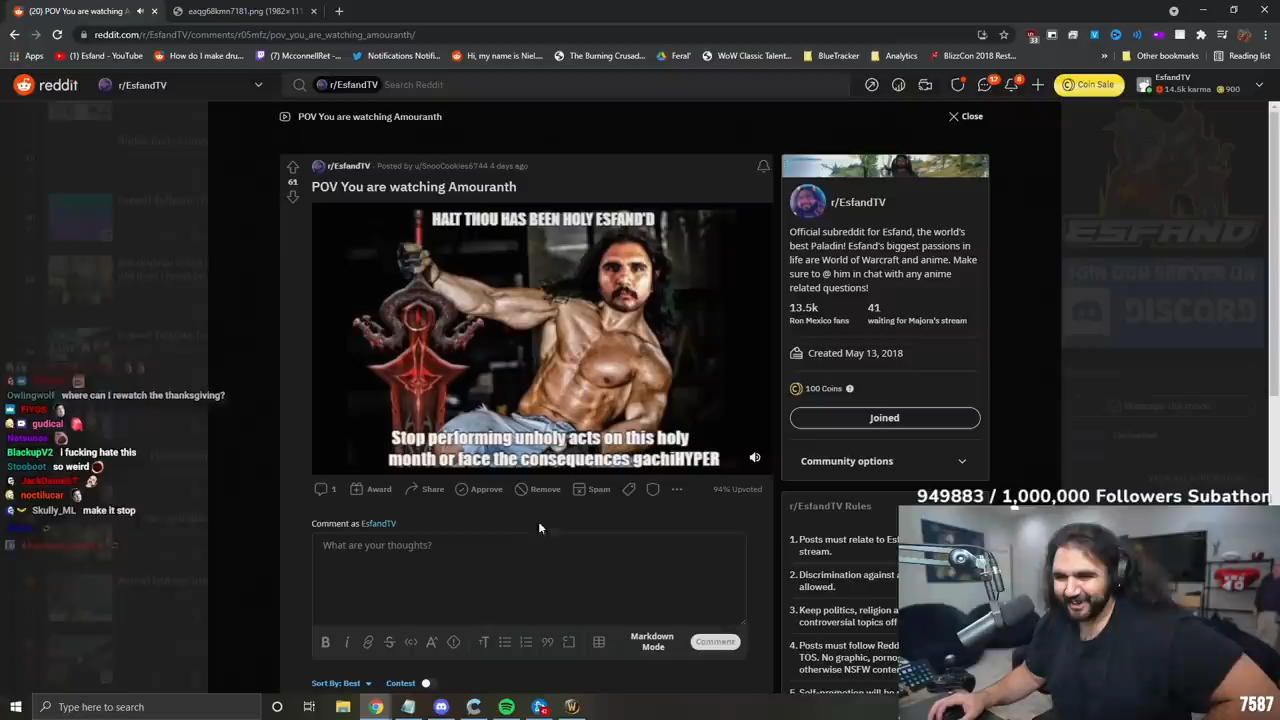 (20) POV You are watching A
eaqg68kmn7181.png (1982×111
reddit.com/r/EsfandTV/comments/r05mfz/pov_you_are_watching_amouranth/
Apps
(1) Esfand - YouTube
How do I make dru...
(2) McconnellRet - ...
Notifications Notifi...
Hi, my name is Niel...
The Burning Crusad...
Feral'
WoW Classic Talent...
BlueTracker
Analytics
BlizzCon 2018 Rest...
»
Other bookmarks
Reading list
reddit
r/EsfandTV
r/EsfandTV Search Reddit
Coin Sale
EsfandTV
14.5k karma 900
POV You are watching Amouranth
Close
61
r/EsfandTV · Posted by u/SnooCookies6744 4 days ago
POV You are watching Amouranth
HALT THOU HAS BEEN HOLY ESFAND'D
Stop performing unholy acts on this holy
month or face the consequences gachiHYPER
1 Award Share Approve Remove Spam 94% Upvoted
Comment as EsfandTV
What are your thoughts?
Markdown
Mode
Comment
Sort By: Best
Contest
r/EsfandTV
Official subreddit for Esfand, the world's
best Paladin! Esfand's biggest passions in
life are World of Warcraft and anime. Make
sure to @ him in chat with any anime
related questions!
13.5k
Ron Mexico fans
41
waiting for Majora's stream
Created May 13, 2018
100 Coins
Joined
Community options
r/EsfandTV Rules
1. Posts must relate to Esf
stream.
2. Discrimination against a
allowed.
3. Keep politics, religion a
controversial topics off
4. Posts must follow Redd
TOS. No graphic, porno
otherwise NSFW conter
ESFAND
DISCORD
Owlingwolf where can I rewatch the thanksgiving?
FIYOS
gudical
Natsunos
BlackupV2 I fucking hate this
Stooboot so weird
JackDanielsT
noctilucar
Skully_ML make it stop
949883 / 1,000,000 Followers Subathon
Type here to search
7587